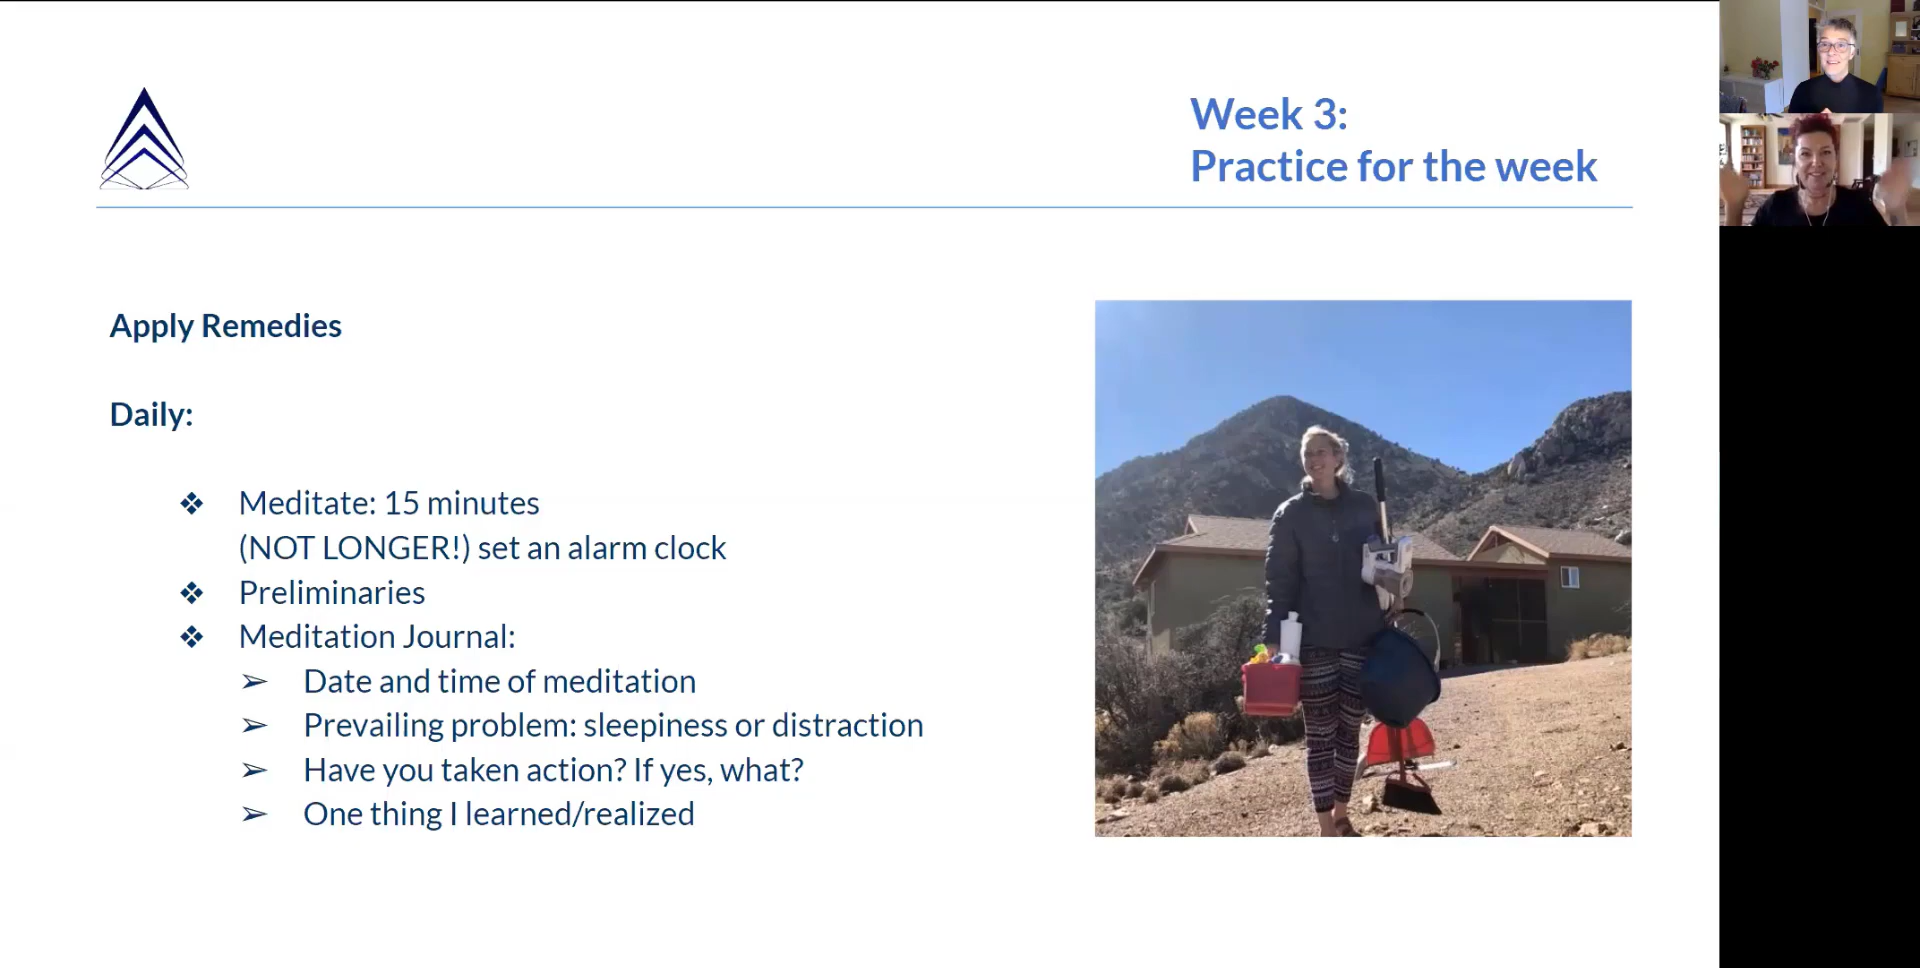 Week 3:
Practice for the week
Apply Remedies
Daily:
❖ Meditate: 15 minutes
(NOT LONGER!) set an alarm clock
❖ Preliminaries
❖ Meditation Journal:
➢ Date and time of meditation
➢ Prevailing problem: sleepiness or distraction
➢ Have you taken action? If yes, what?
➢ One thing I learned/realized